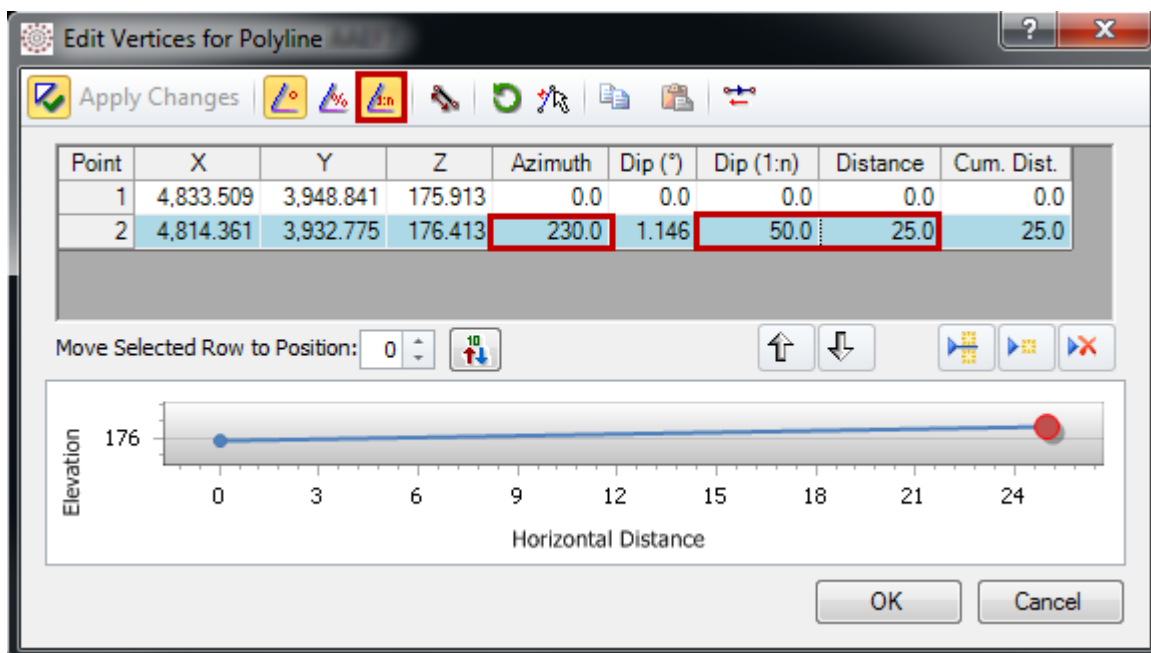 Edit Vertices for Polyline
? X
Apply Changes ° % 1:n
Point X Y Z Azimuth Dip (°) Dip (1:n) Distance Cum. Dist.
1 4,833.509 3,948.841 175.913 0.0 0.0 0.0 0.0 0.0
2 4,814.361 3,932.775 176.413 230.0 1.146 50.0 25.0 25.0
Move Selected Row to Position: 0 10
Elevation
176
0 3 6 9 12 15 18 21 24
Horizontal Distance
OK Cancel